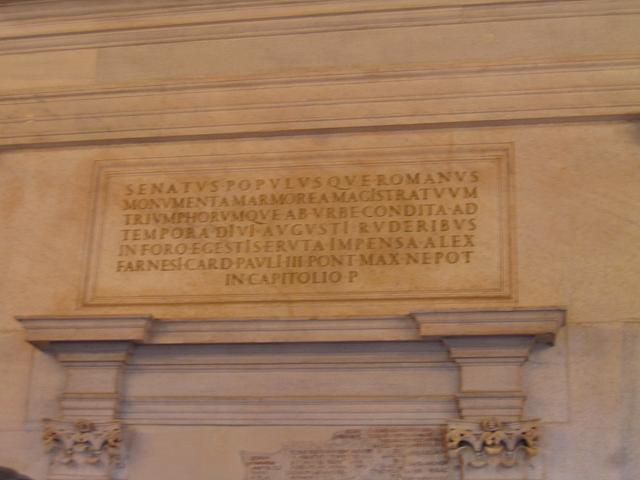 SENATVS·POPVLVSQVE·ROMANVS
MONVMENTA MARMOREA MAGISTRATVVM
TRIVMPHORVMQVE AB VRBE·CONDITA·AD
TEMPORA DIVI·AVGVSTI RVDERIBVS
IN FORO EGESTIS ERVTA IMPENSA·ALEX
FARNESI·CARD·PAVLI·III·PONT·MAX·NEPOT
IN·CAPITOLIO P